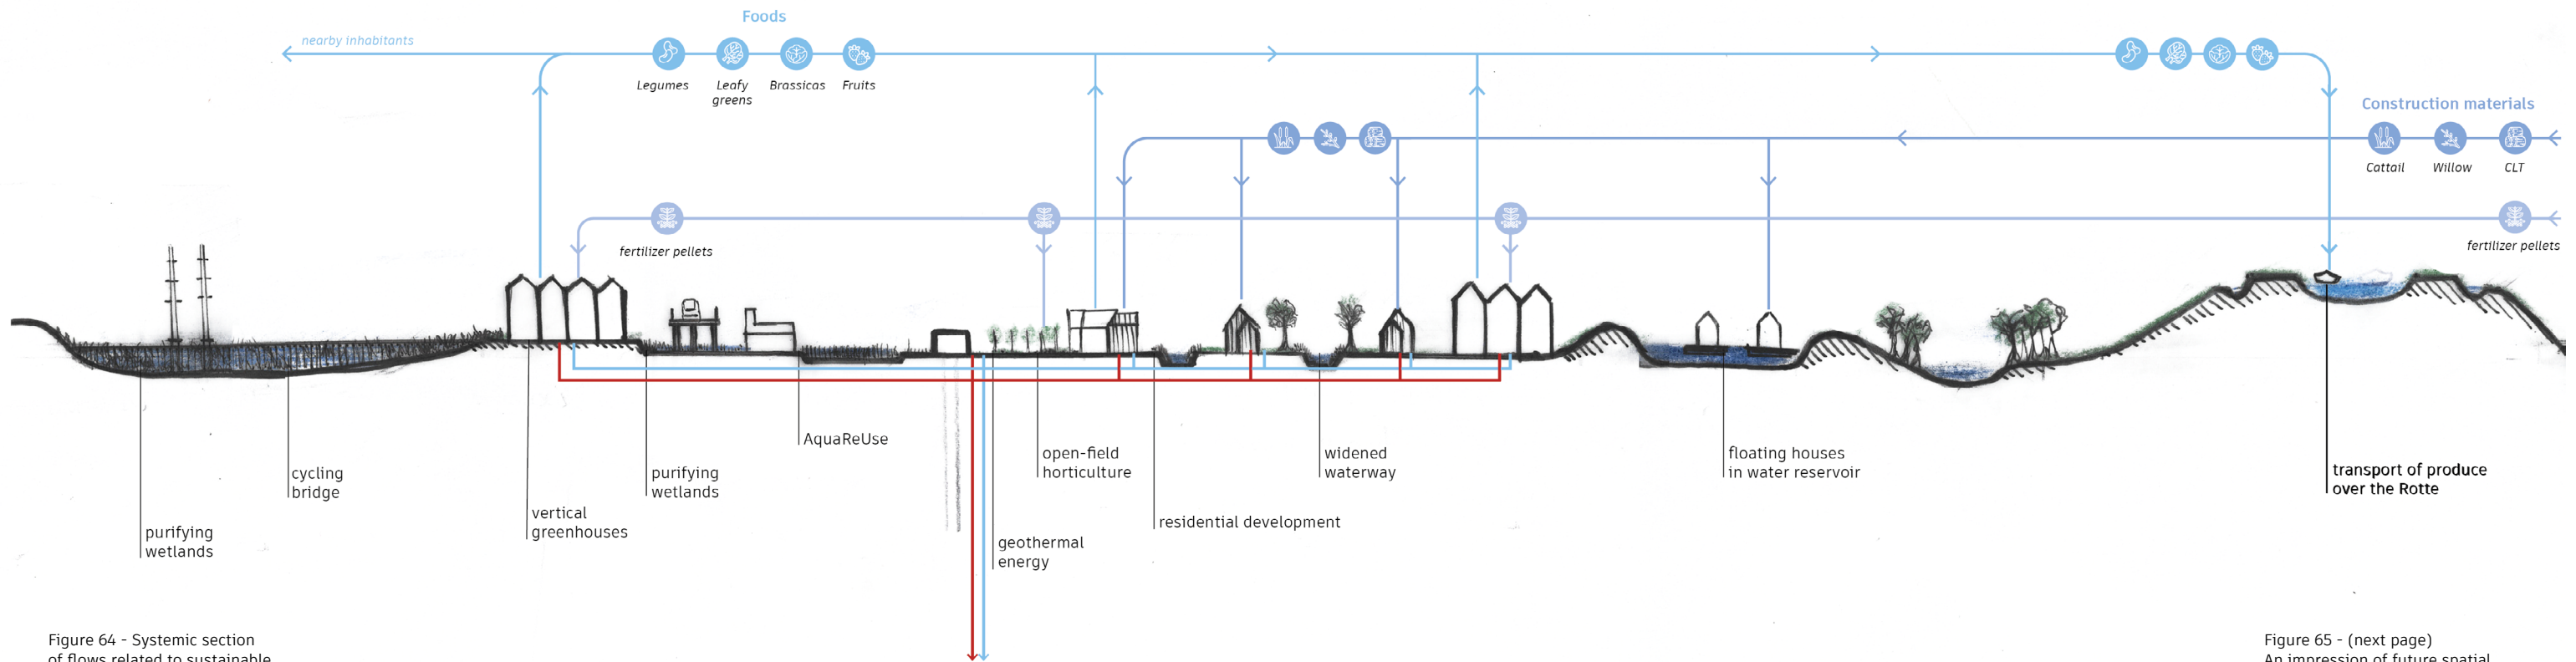 Foods
nearby inhabitants
Legumes
Leafy
greens
Brassicas
Fruits
Construction materials
Cattail
Willow
CLT
fertilizer pellets
fertilizer pellets
AquaReUse
cycling
bridge
purifying
wetlands
open-field
horticulture
widened
waterway
floating houses
in water reservoir
transport of produce
over the Rotte
vertical
greenhouses
residential development
purifying
wetlands
geothermal
energy
Figure 64 - Systemic section
of flows related to sustainable
Figure 65 - (next page)
An impression of future spatial